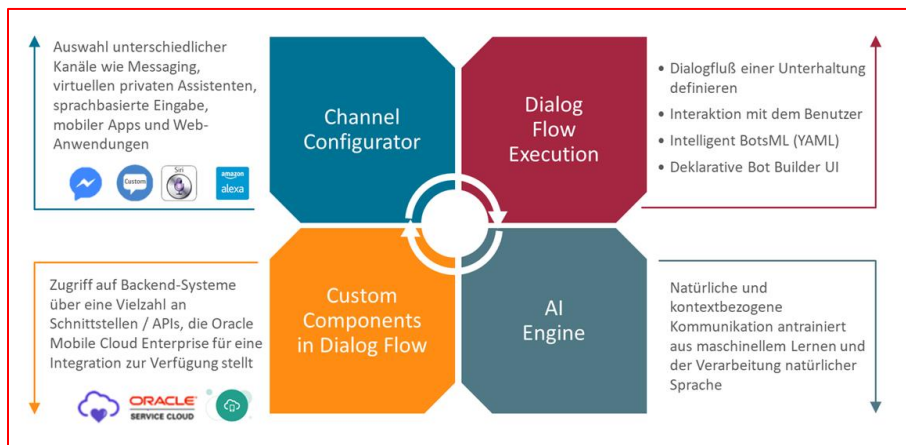 Auswahl unterschiedlicher
Kanäle wie Messaging,
virtuellen privaten Assistenten,
sprachbasierte Eingabe,
mobiler Apps und Web-
Anwendungen
Custom
Siri
amazon
alexa
Channel
Configurator
Dialog
Flow
Execution
• Dialogfluß einer Unterhaltung
definieren
• Interaktion mit dem Benutzer
• Intelligent BotsML (YAML)
• Deklarative Bot Builder UI
Zugriff auf Backend-Systeme
über eine Vielzahl an
Schnittstellen / APIs, die Oracle
Mobile Cloud Enterprise für eine
Integration zur Verfügung stellt
ORACLE
SERVICE CLOUD
Custom
Components
in Dialog Flow
AI
Engine
Natürliche und
kontextbezogene
Kommunikation antrainiert
aus maschinellem Lernen und
der Verarbeitung natürlicher
Sprache